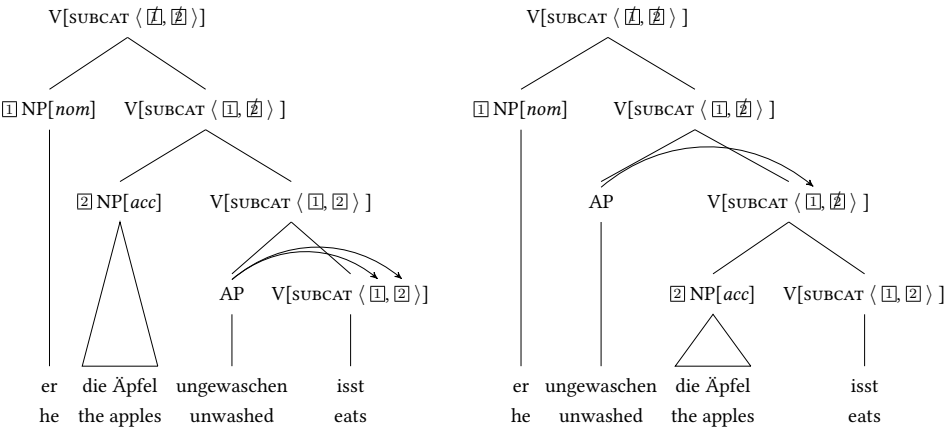 V[SUBCAT ⟨ 1̸, 2̸ ⟩] V[SUBCAT ⟨ 1̸, 2̸ ⟩]
1 NP[nom] V[SUBCAT ⟨ 1, 2̸ ⟩ ] 1 NP[nom] V[SUBCAT ⟨ 1, 2̸ ⟩ ]
2 NP[acc] V[SUBCAT ⟨ 1, 2 ⟩ ] AP V[SUBCAT ⟨ 1, 2̸ ⟩ ]
AP V[SUBCAT ⟨ 1, 2 ⟩] 2 NP[acc] V[SUBCAT ⟨ 1, 2 ⟩ ]
er die Äpfel ungewaschen isst er ungewaschen die Äpfel isst
he the apples unwashed eats he unwashed the apples eats